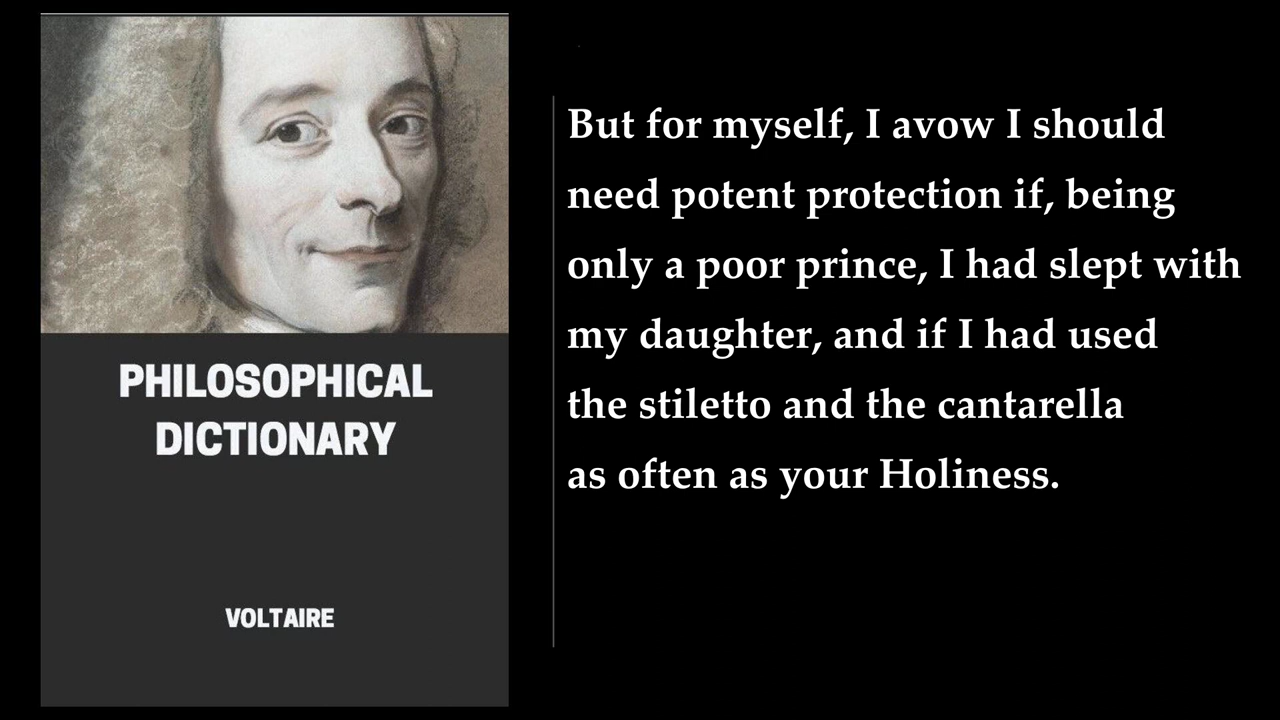 PHILOSOPHICAL
DICTIONARY
VOLTAIRE
But for myself, I avow I should
need potent protection if, being
only a poor prince, I had slept with
my daughter, and if I had used
the stiletto and the cantarella
as often as your Holiness.